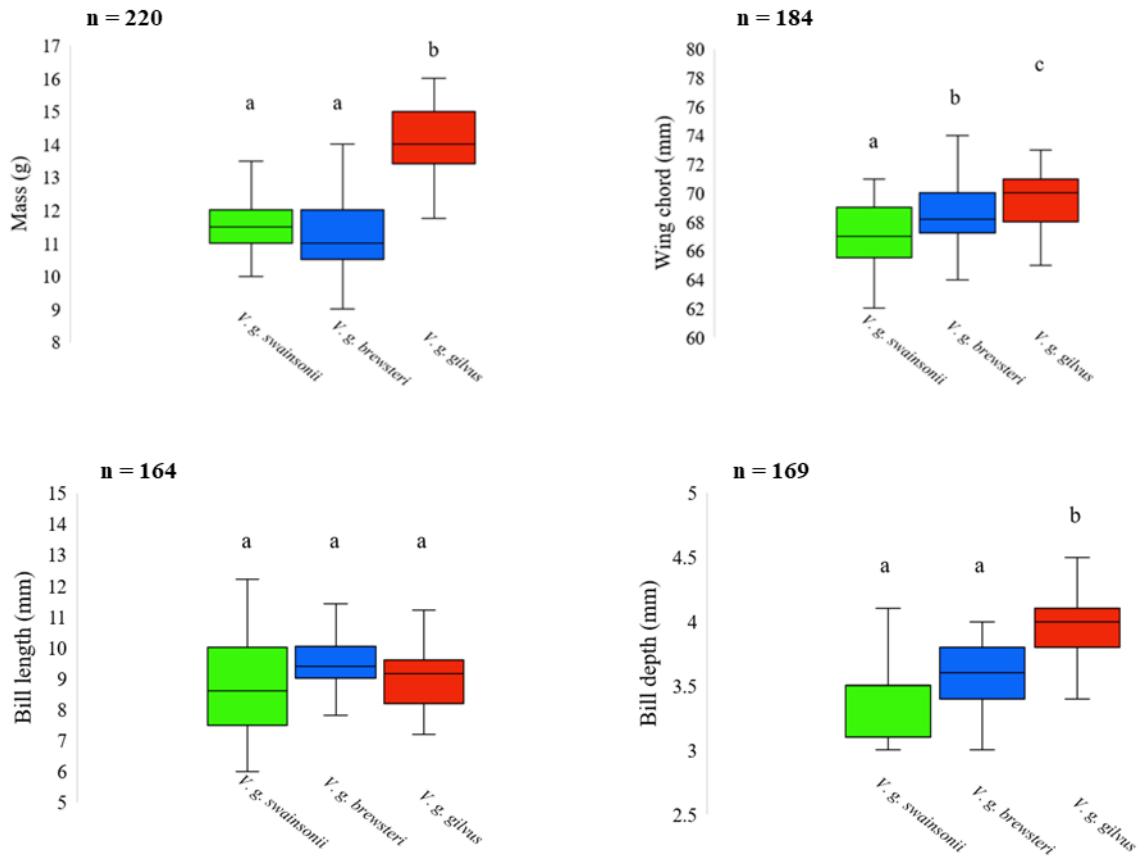 n = 220
17
16
15
14
13
12
11
10
9
8
Mass (g)
a
a
b
V. g. swainsonii
V. g. brewsteri
V. g. gilvus
n = 184
80
78
76
74
72
70
68
66
64
62
60
Wing chord (mm)
a
b
c
V. g. swainsonii
V. g. brewsteri
V. g. gilvus
n = 164
15
14
13
12
11
10
9
8
7
6
5
Bill length (mm)
a
a
a
V. g. swainsonii
V. g. brewsteri
V. g. gilvus
n = 169
5
4.5
4
3.5
3
2.5
Bill depth (mm)
a
a
b
V. g. swainsonii
V. g. brewsteri
V. g. gilvus